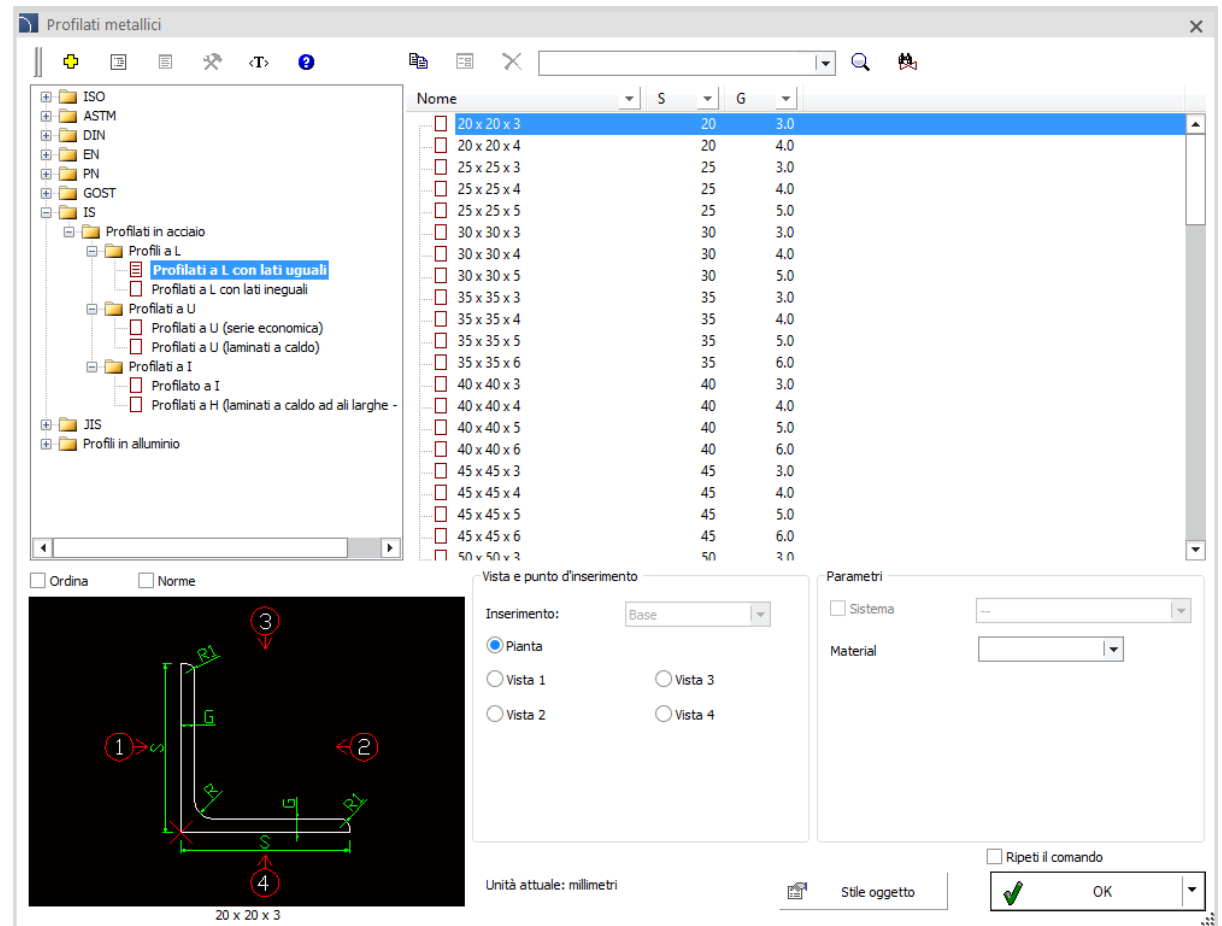 Profilati metallici
‹T›
ISO
ASTM
DIN
EN
PN
GOST
IS
Profilati in acciaio
Profili a L
Profilati a L con lati uguali
Profilati a L con lati ineguali
Profilati a U
Profilati a U (serie economica)
Profilati a U (laminati a caldo)
Profilati a I
Profilato a I
Profilati a H (laminati a caldo ad ali larghe -
JIS
Profili in alluminio
Nome S G
20 x 20 x 3 20 3.0
20 x 20 x 4 20 4.0
25 x 25 x 3 25 3.0
25 x 25 x 4 25 4.0
25 x 25 x 5 25 5.0
30 x 30 x 3 30 3.0
30 x 30 x 4 30 4.0
30 x 30 x 5 30 5.0
35 x 35 x 3 35 3.0
35 x 35 x 4 35 4.0
35 x 35 x 5 35 5.0
35 x 35 x 6 35 6.0
40 x 40 x 3 40 3.0
40 x 40 x 4 40 4.0
40 x 40 x 5 40 5.0
40 x 40 x 6 40 6.0
45 x 45 x 3 45 3.0
45 x 45 x 4 45 4.0
45 x 45 x 5 45 5.0
45 x 45 x 6 45 6.0
50 x 50 x 3 50 3.0
Ordina Norme
3
R1
G
1 S 2
R G R1
S
4
20 x 20 x 3
Vista e punto d'inserimento
Inserimento: Base
Pianta
Vista 1 Vista 3
Vista 2 Vista 4
Parametri
Sistema --
Material
Ripeti il comando
Unità attuale: millimetri
Stile oggetto
OK